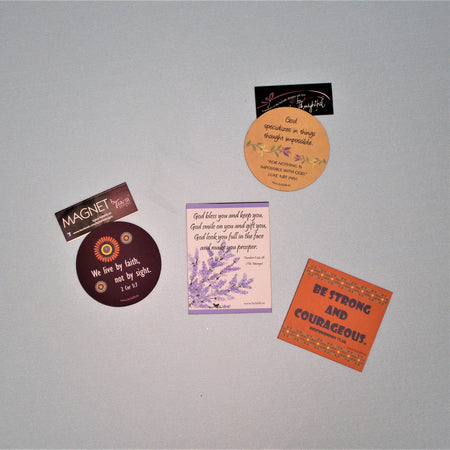 God
specializes in things
thought impossible.
"FOR NOTHING IS
IMPOSSIBLE WITH GOD"
LUKE 1:37
MAGNET
We live by faith,
not by sight.
2 Cor 5:7
God bless you and keep you,
God smile on you and gift you,
God look you full in the face
and make you prosper.
BE STRONG
AND
COURAGEOUS.